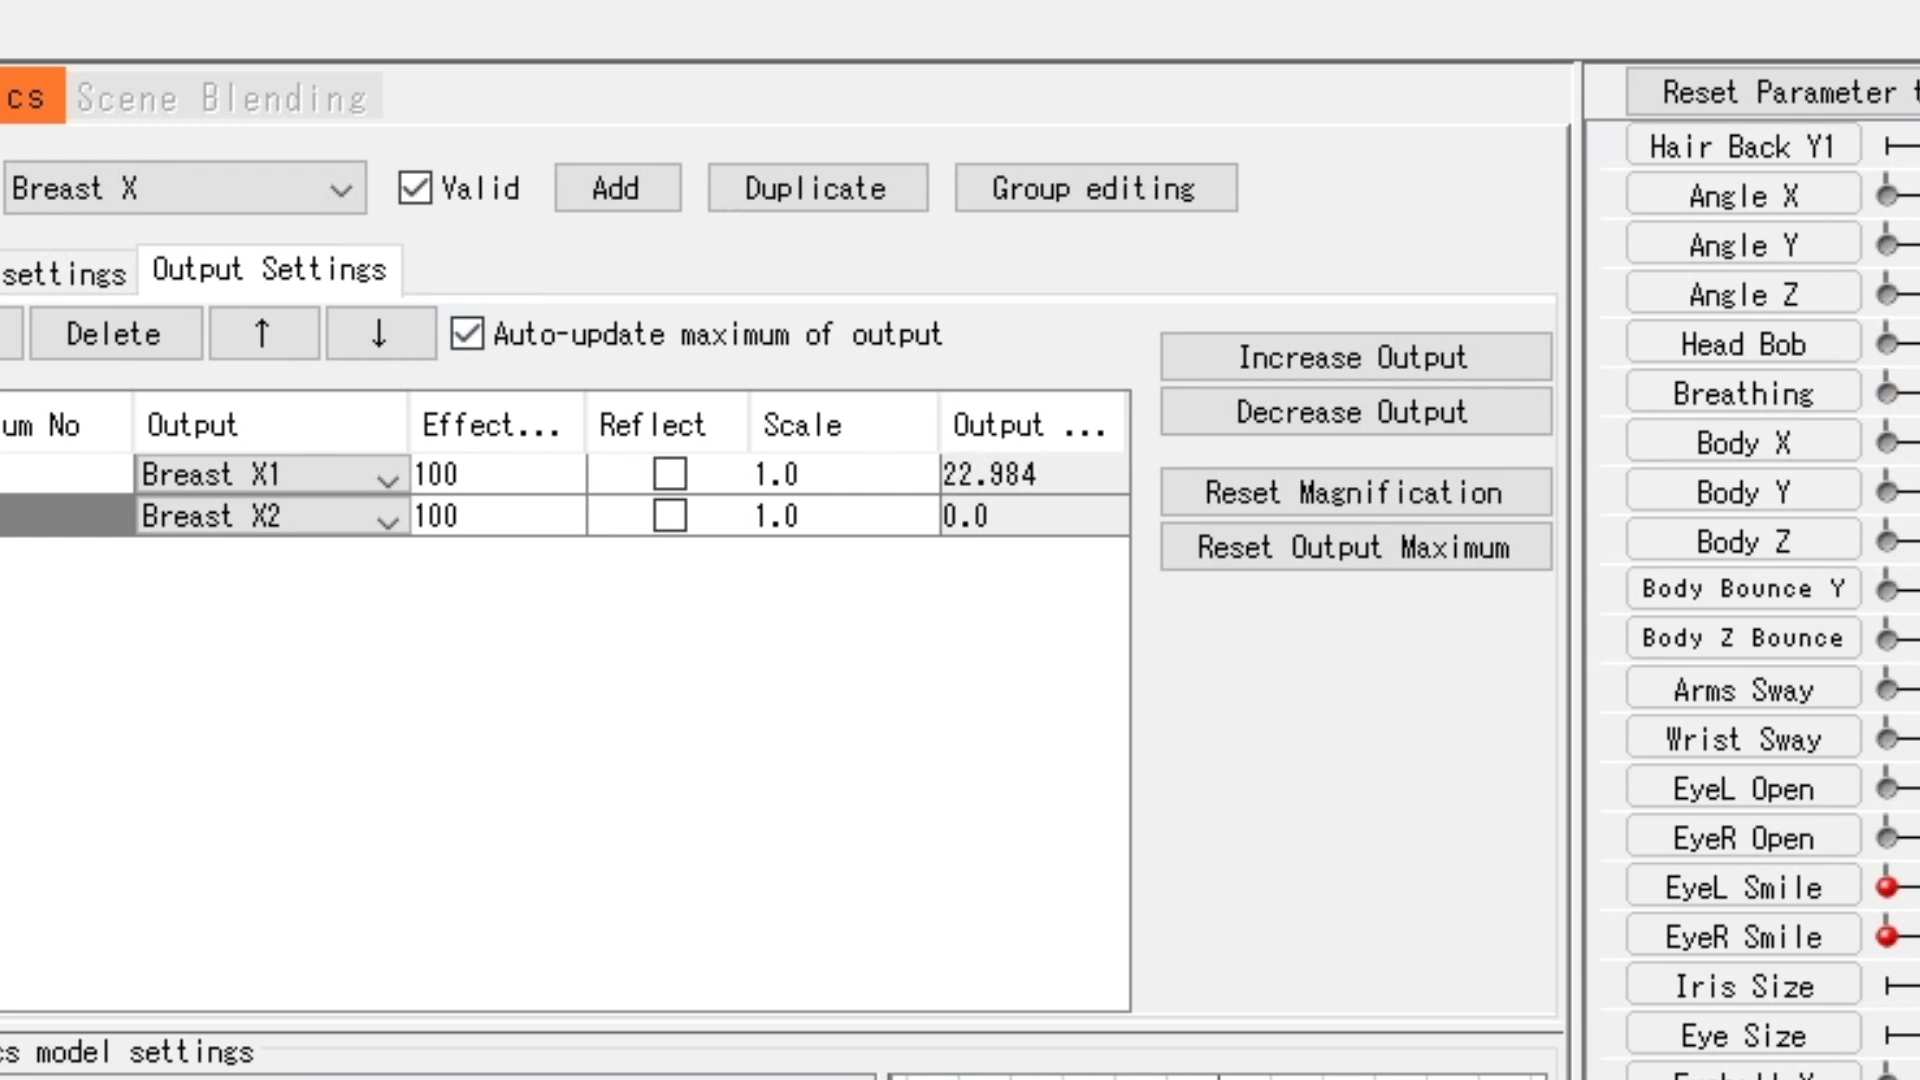 cs Scene Blending
Breast X Valid Add Duplicate Group editing
settings Output Settings
Delete ↑ ↓ Auto-update maximum of output
um No Output Effect... Reflect Scale Output ...
Breast X1 100 1.0 22.984
Breast X2 100 1.0 0.0
Increase Output
Decrease Output
Reset Magnification
Reset Output Maximum
cs model settings
Reset Parameter t
Hair Back Y1
Angle X
Angle Y
Angle Z
Head Bob
Breathing
Body X
Body Y
Body Z
Body Bounce Y
Body Z Bounce
Arms Sway
Wrist Sway
EyeL Open
EyeR Open
EyeL Smile
EyeR Smile
Iris Size
Eye Size